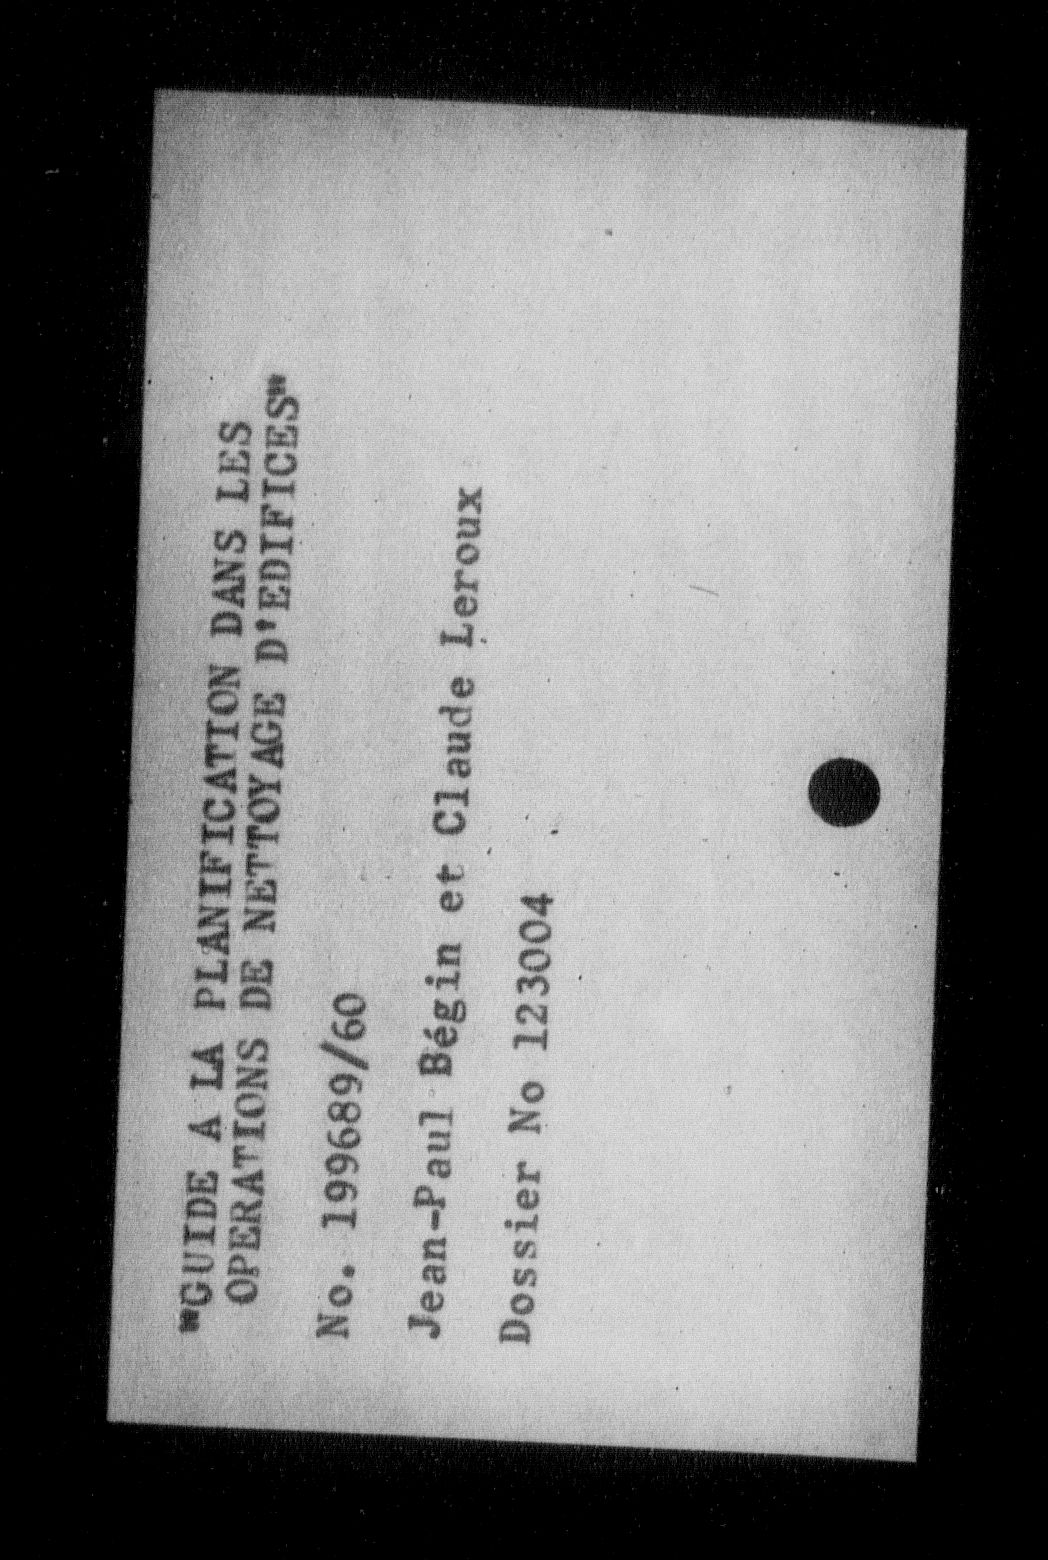 "GUIDE A LA PLANIFICATION DANS LES
OPERATIONS DE NETTOYAGE D'EDIFICES"
No. 199689/60
Jean-Paul Bégin et Claude Leroux
Dossier No 123004